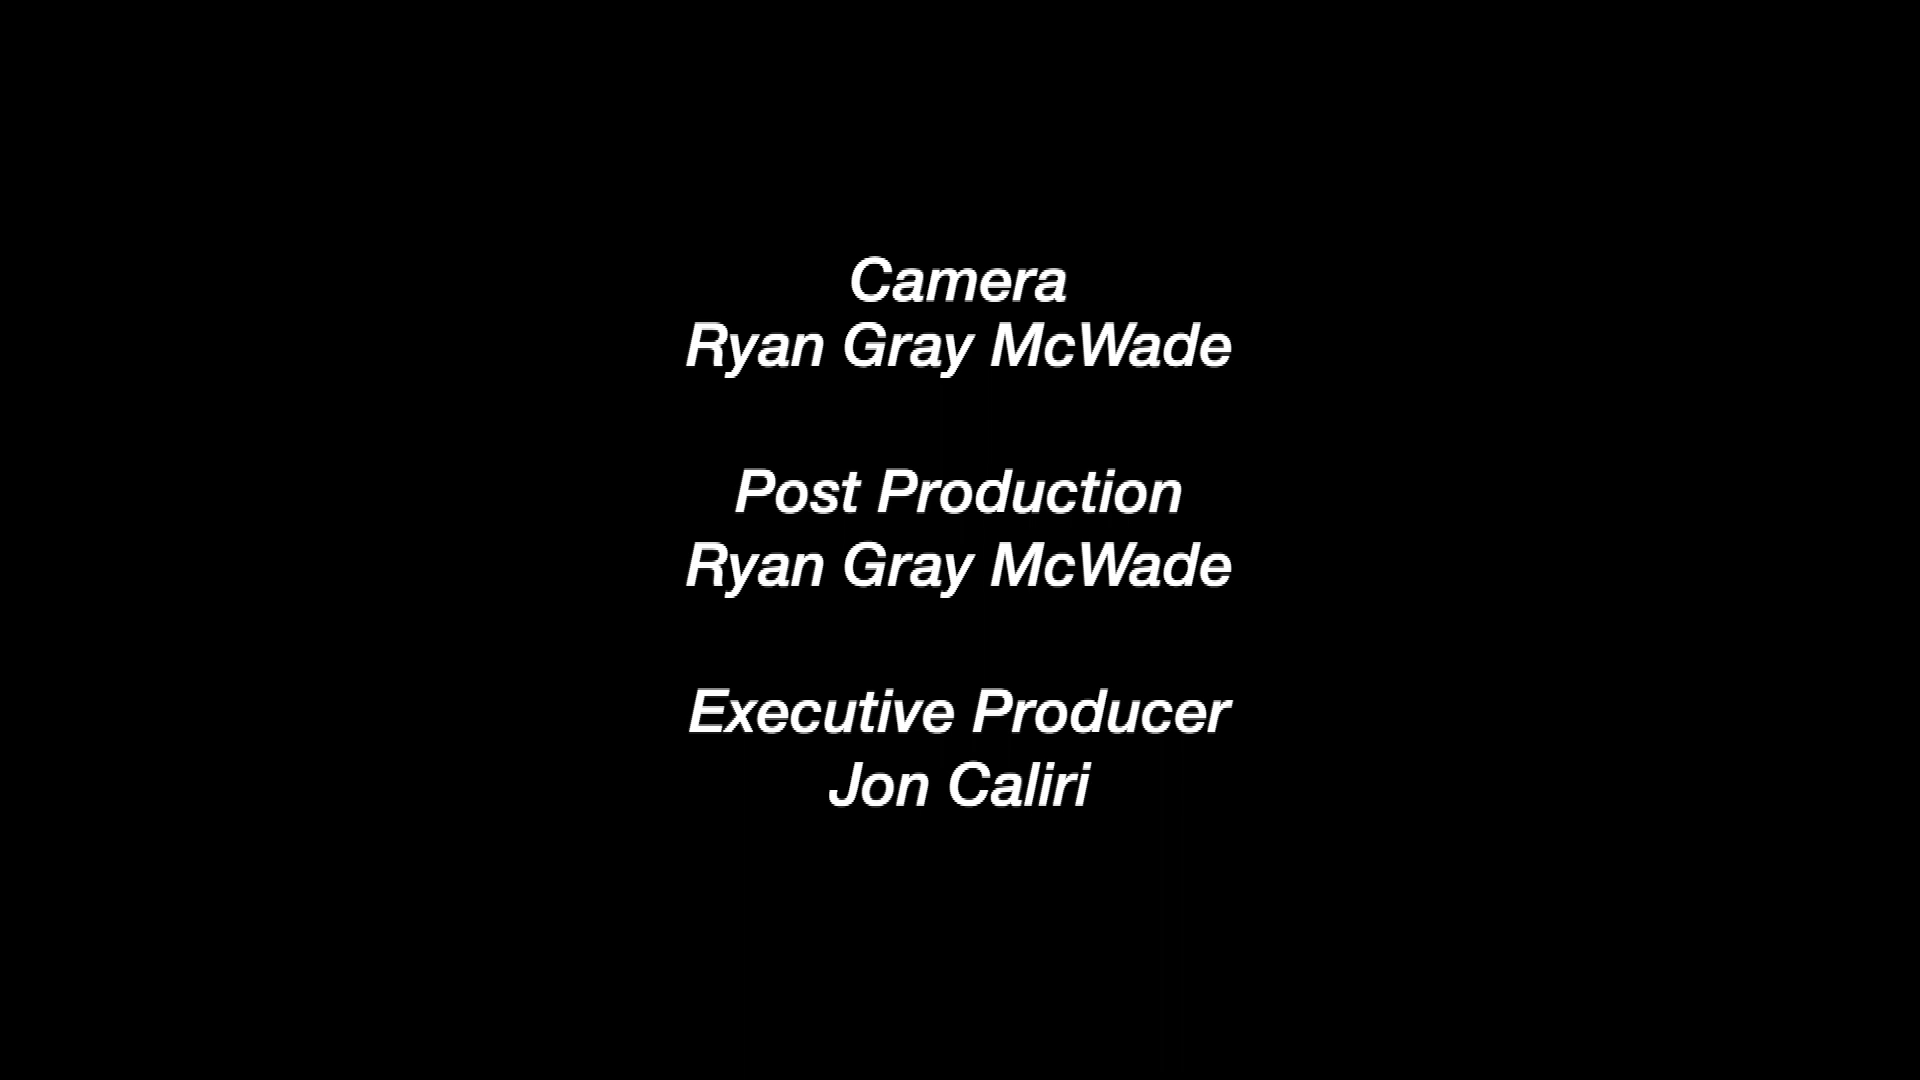 Camera
Ryan Gray McWade
Post Production
Ryan Gray McWade
Executive Producer
Jon Caliri